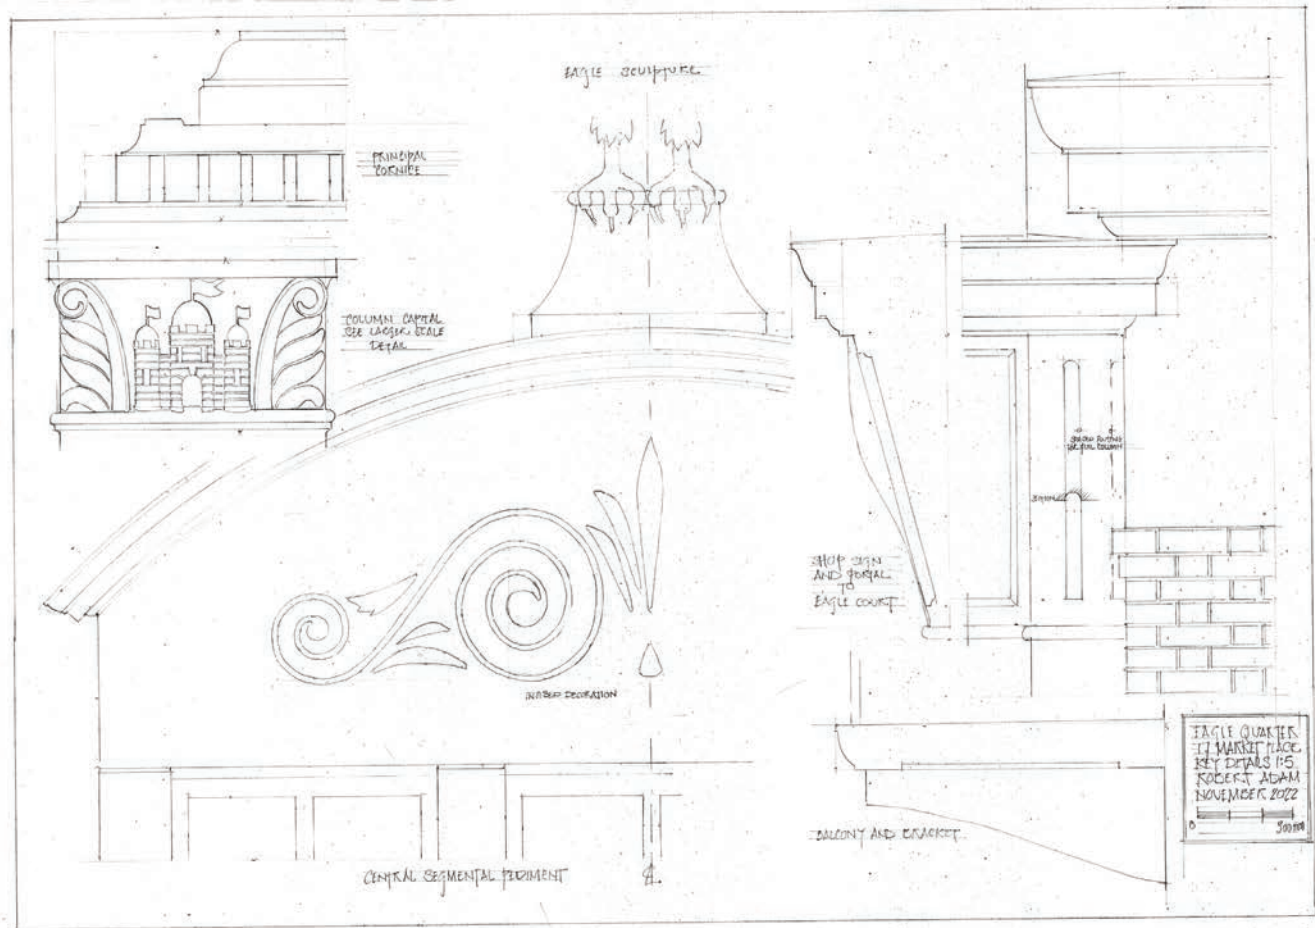 EAGLE SCULPTURE
PRINCIPAL
CORNICE
COLUMN CAPITAL
SEE LARGER SCALE
DETAIL
SHOP SIGN
AND PORTAL
TO
EAGLE COURT
INCISED DECORATION
BALCONY AND BRACKET
CENTRAL SEGMENTAL PEDIMENT
EAGLE QUARTER
17 MARKET PLACE
KEY DETAILS 1:5
ROBERT ADAM
NOVEMBER 2022
0
300mm